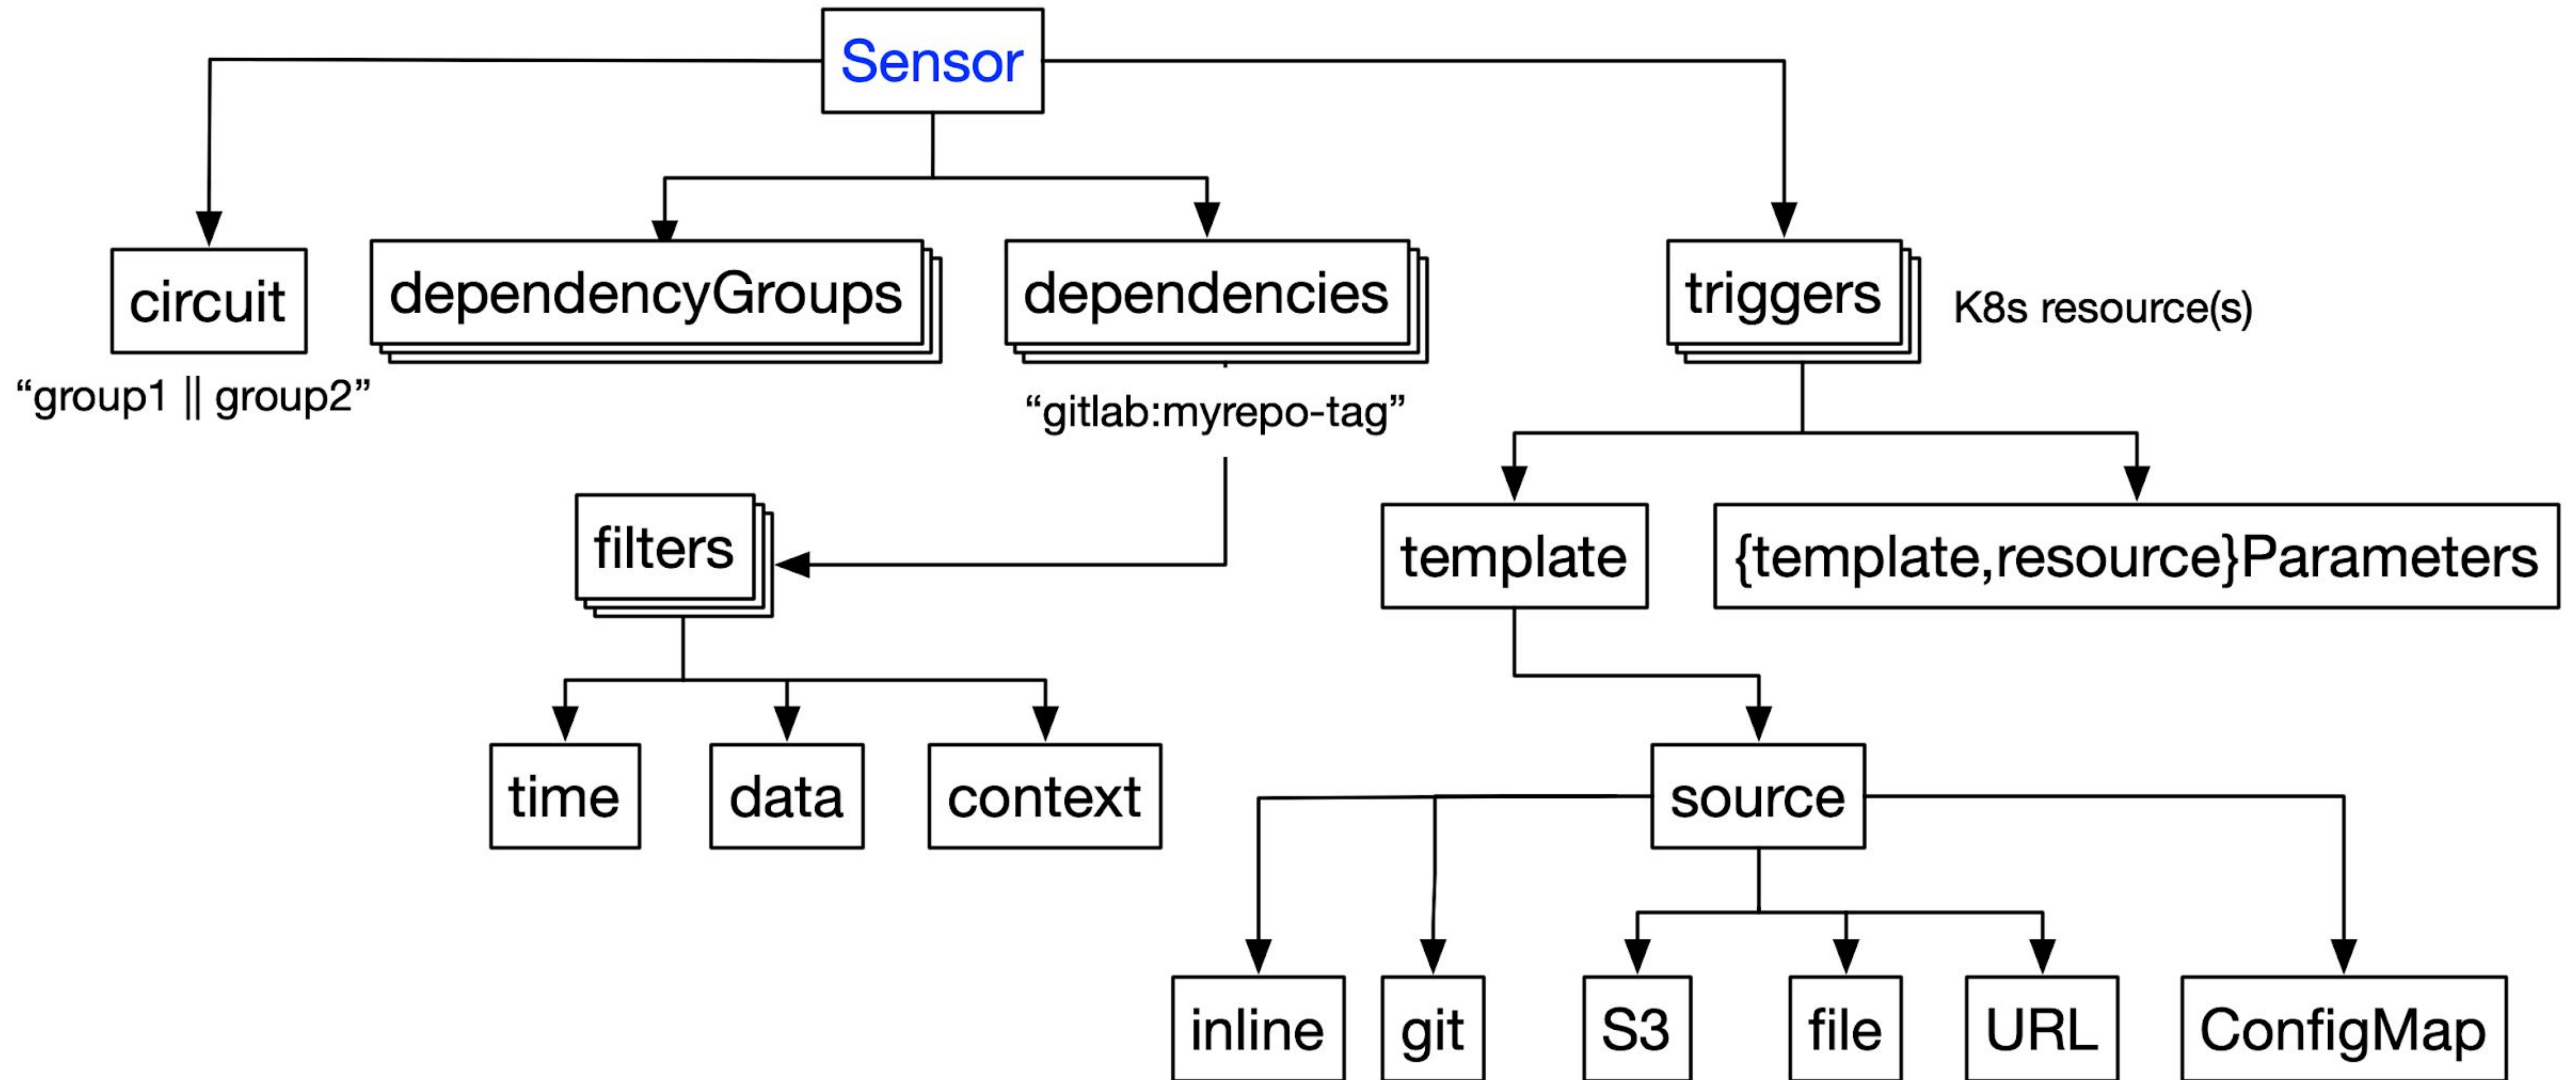 Sensor
circuit
dependencyGroups
dependencies
triggers
K8s resource(s)
“group1 || group2”
“gitlab:myrepo-tag”
filters
template
{template,resource}Parameters
time
data
context
source
inline
git
S3
file
URL
ConfigMap